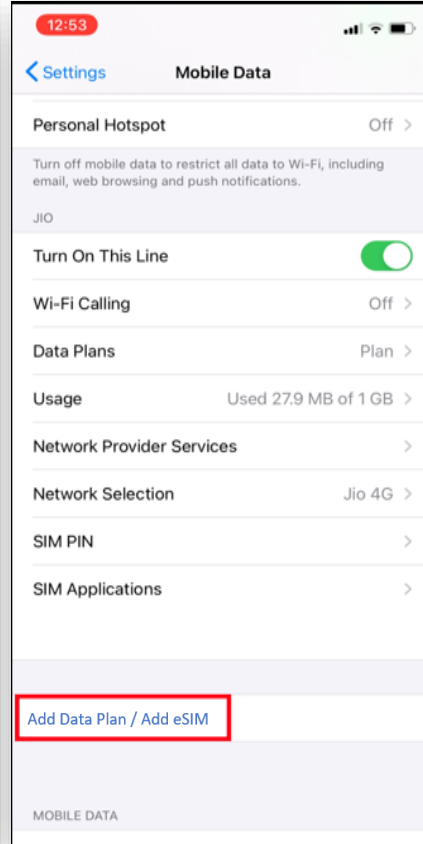 12:53
Settings
Mobile Data
Personal Hotspot Off
Turn off mobile data to restrict all data to Wi-Fi, including
email, web browsing and push notifications.
JIO
Turn On This Line
Wi-Fi Calling Off
Data Plans Plan
Usage Used 27.9 MB of 1 GB
Network Provider Services
Network Selection Jio 4G
SIM PIN
SIM Applications
Add Data Plan / Add eSIM
MOBILE DATA